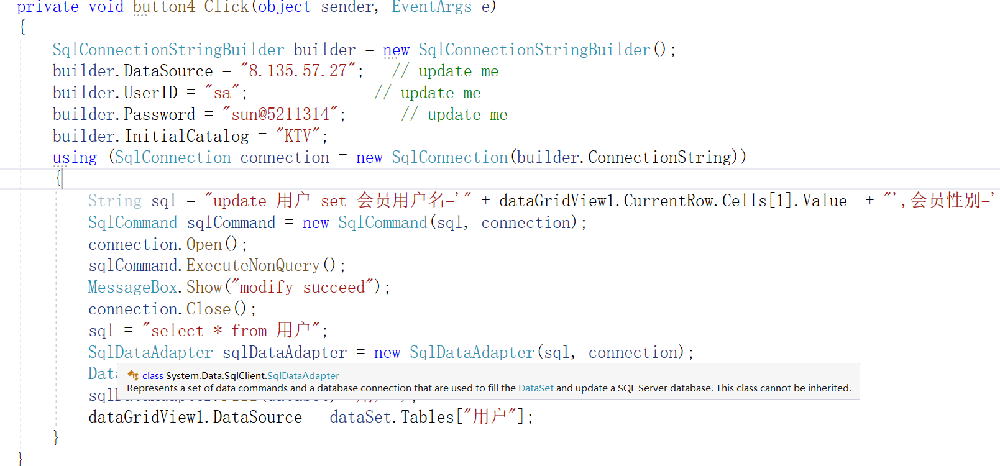 private void button4_Click(object sender, EventArgs e)
{
SqlConnectionStringBuilder builder = new SqlConnectionStringBuilder();
builder.DataSource = "8.135.57.27";   // update me
builder.UserID = "sa";              // update me
builder.Password = "sun@5211314";      // update me
builder.InitialCatalog = "KTV";
using (SqlConnection connection = new SqlConnection(builder.ConnectionString))
{
String sql = "update 用户 set 会员用户名='" + dataGridView1.CurrentRow.Cells[1].Value  + "',会员性别='
SqlCommand sqlCommand = new SqlCommand(sql, connection);
connection.Open();
sqlCommand.ExecuteNonQuery();
MessageBox.Show("modify succeed");
connection.Close();
sql = "select * from 用户";
SqlDataAdapter sqlDataAdapter = new SqlDataAdapter(sql, connection);
Data
class System.Data.SqlClient.SqlDataAdapter
Represents a set of data commands and a database connection that are used to fill the DataSet and update a SQL Server database. This class cannot be inherited.
dataGridView1.DataSource = dataSet.Tables["用户"];
}
}